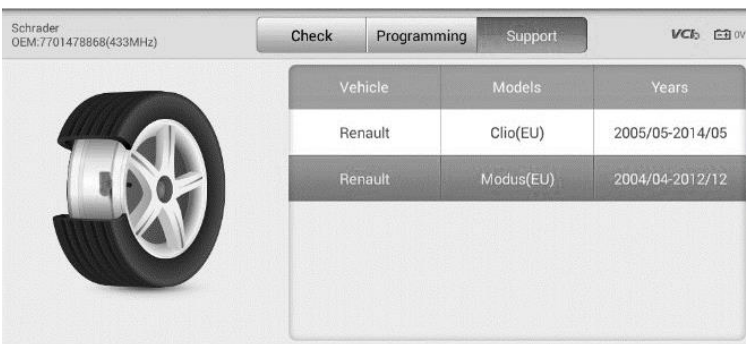 Schrader
OEM:7701478868(433MHz)
Check Programming Support VCI 0V
Vehicle Models Years
Renault Clio(EU) 2005/05-2014/05
Renault Modus(EU) 2004/04-2012/12